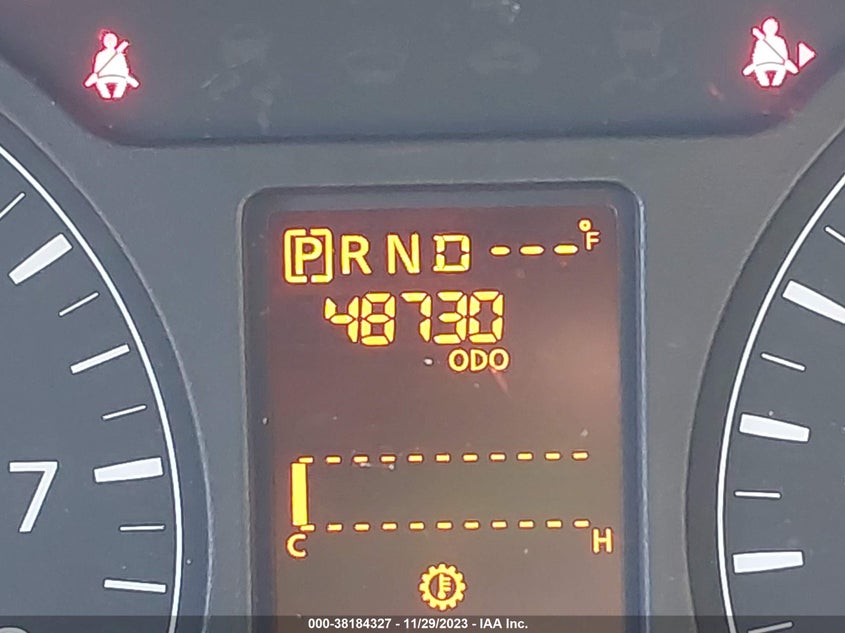 [P] R N D ---°F
48730
ODO
7
C H
000-38184327 - 11/29/2023 - IAA Inc.